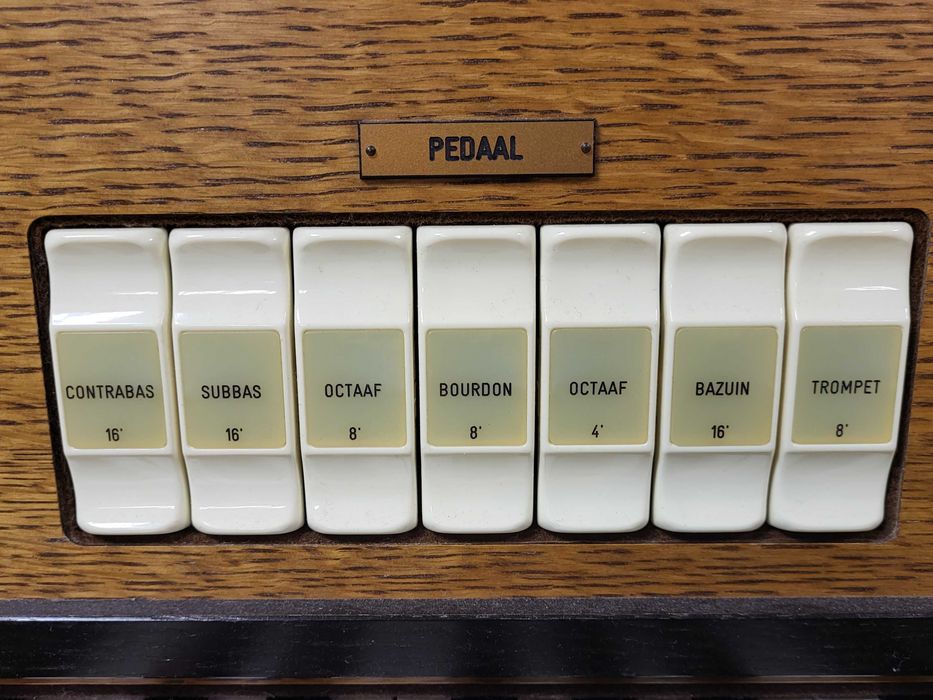 PEDAAL
CONTRABAS
16'
SUBBAS
16'
OCTAAF
8'
BOURDON
8'
OCTAAF
4'
BAZUIN
16'
TROMPET
8'